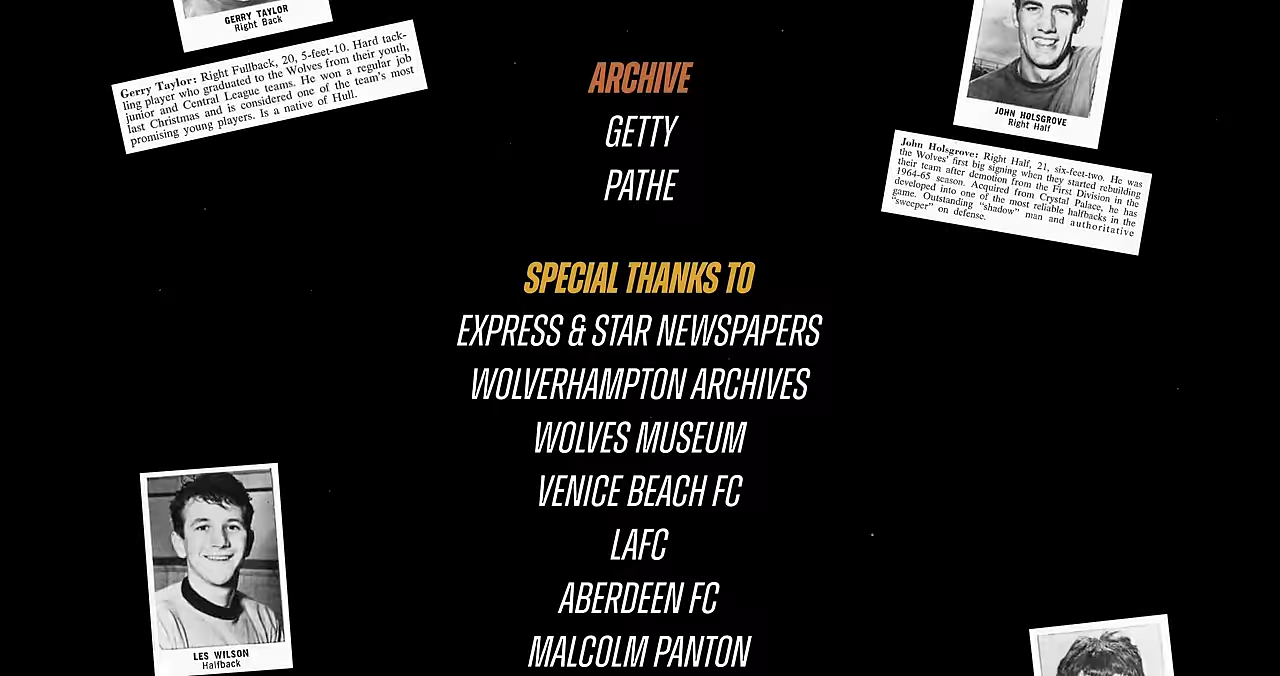 GERRY TAYLOR
Right Back
Gerry Taylor: Right Fullback, 20, 5-feet-10. Hard tack-
ling player who graduated to the Wolves from their youth,
junior and Central League teams. He won a regular job
last Christmas and is considered one of the team's most
promising young players. Is a native of Hull.
ARCHIVE
GETTY
PATHE
JOHN HOLSGROVE
Right Half
John Holsgrove: Right Half, 21, six-feet-two. He was
the Wolves' first big signing when they started rebuilding
their team after demotion from the First Division in the
1964-65 season. Acquired from Crystal Palace, he has
developed into one of the most reliable halfbacks in the
game. Outstanding "shadow" man and authoritative
"sweeper" on defense.
SPECIAL THANKS TO
EXPRESS & STAR NEWSPAPERS
WOLVERHAMPTON ARCHIVES
WOLVES MUSEUM
VENICE BEACH FC
LAFC
ABERDEEN FC
MALCOLM PANTON
LES WILSON
Halfback